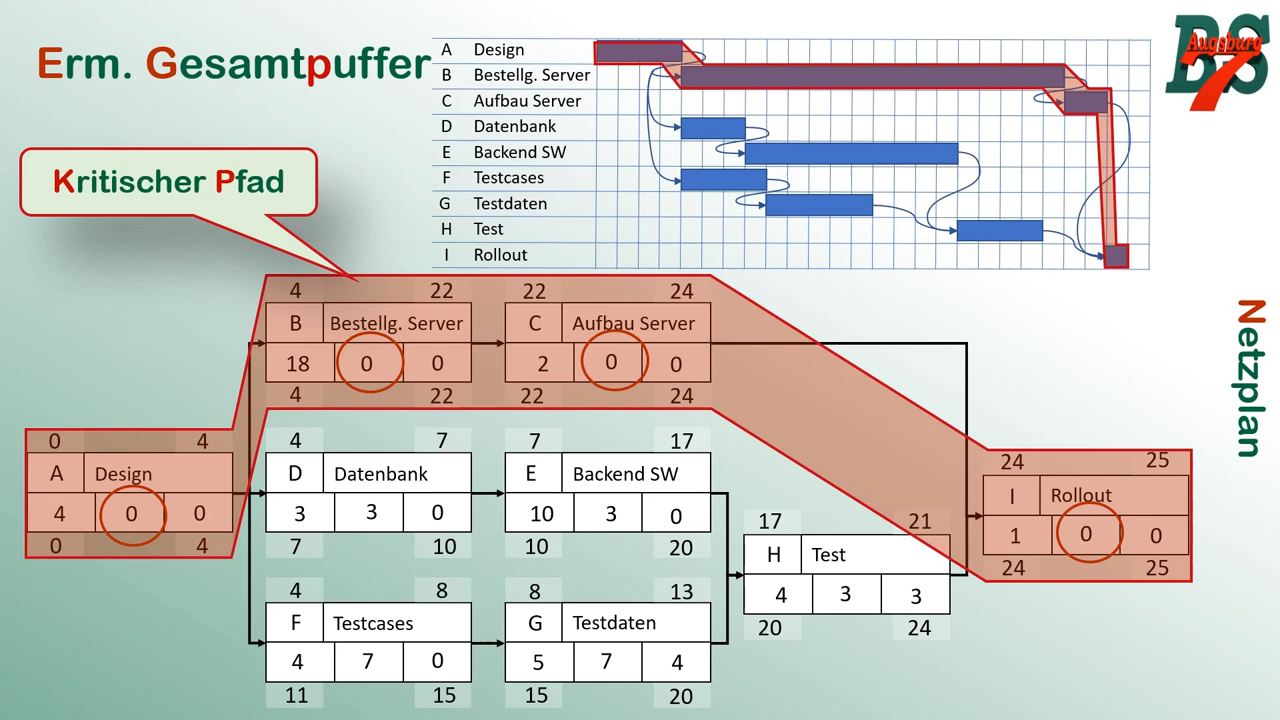 Erm. Gesamtpuffer
A Design
B Bestellg. Server
C Aufbau Server
D Datenbank
E Backend SW
F Testcases
G Testdaten
H Test
I Rollout
BS
Augsburg
7
Kritischer Pfad
Netzplan
4 22
B Bestellg. Server
18 0 0
4 22
22 24
C Aufbau Server
2 0 0
22 24
0 4
A Design
4 0 0
0 4
4 7
D Datenbank
3 3 0
7 10
7 17
E Backend SW
10 3 0
10 20
4 8
F Testcases
4 7 0
11 15
8 13
G Testdaten
5 7 4
15 20
17 21
H Test
4 3 3
20 24
24 25
I Rollout
1 0 0
24 25